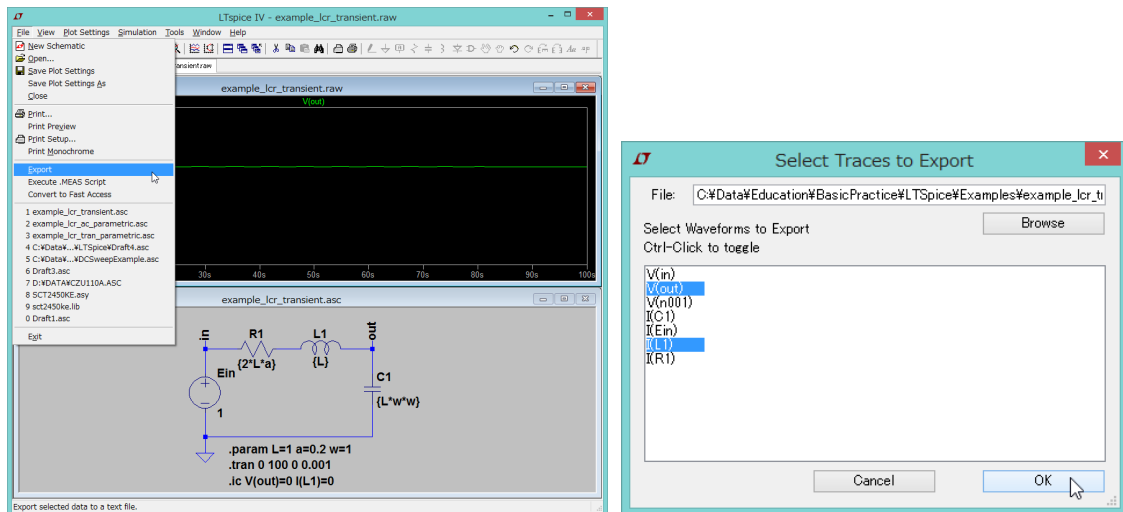 LTspice IV - example_lcr_transient.raw
File View Plot Settings Simulation Tools Window Help
New Schematic
Open...
Save Plot Settings
Save Plot Settings As
Close
Print...
Print Preview
Print Setup...
Print Monochrome
Export
Execute .MEAS Script
Convert to Fast Access
1 example_lcr_transient.asc
2 example_lcr_ac_parametric.asc
3 example_lcr_tran_parametric.asc
4 C:¥Data¥...¥LTSpice¥Draft4.asc
5 C:¥Data¥...¥DCSweepExample.asc
6 Draft3.asc
7 D:¥DATA¥CZU110A.ASC
8 SCT2450KE.asy
9 sct2450ke.lib
0 Draft1.asc
Exit
ansient.raw
example_lcr_transient.raw
V(out)
30s 40s 50s 60s 70s 80s 90s 100s
example_lcr_transient.asc
in R1 L1 out
{2*L*a} {L}
Ein
C1
{L*w*w}
1
.param L=1 a=0.2 w=1
.tran 0 100 0 0.001
.ic V(out)=0 I(L1)=0
Export selected data to a text file.
Select Traces to Export
File: C:¥Data¥Education¥BasicPractice¥LTSpice¥Examples¥example_lcr_t
Browse
Select Waveforms to Export
Ctrl-Click to toggle
V(in)
V(out)
V(n001)
I(C1)
I(Ein)
I(L1)
I(R1)
Cancel OK